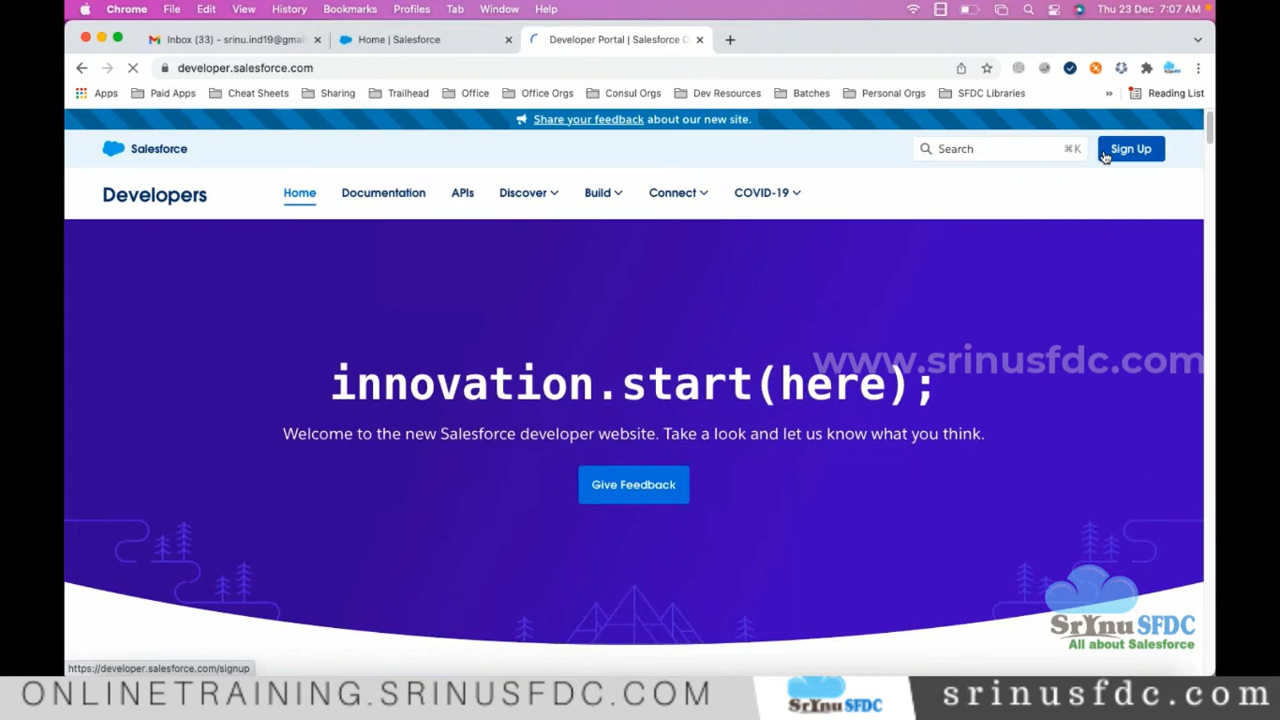 Chrome File Edit View History Bookmarks Profiles Tab Window Help Thu 23 Dec 7:07 AM
Inbox (33) - srinu.ind19@gmai
Home | Salesforce
Developer Portal | Salesforce D
developer.salesforce.com
Apps Paid Apps Cheat Sheets Sharing Trailhead Office Office Orgs Consul Orgs Dev Resources Batches Personal Orgs SFDC Libraries » Reading List
Share your feedback about our new site.
Salesforce Search ⌘K Sign Up
Developers Home Documentation APIs Discover Build Connect COVID-19
www.srinusfdc.com
innovation.start(here);
Welcome to the new Salesforce developer website. Take a look and let us know what you think.
Give Feedback
SrInu SFDC
All about Salesforce
https://developer.salesforce.com/signup
ONLINETRAINING.SRINUSFDC.COM SrInu SFDC srinusfdc.com